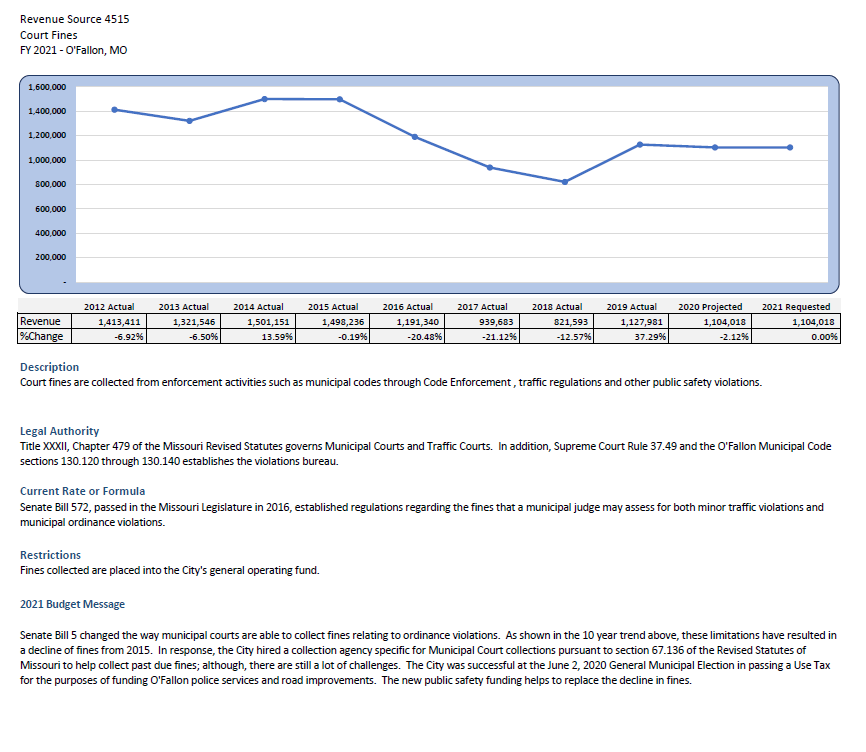 Revenue Source 4515
Court Fines
FY 2021 - O'Fallon, MO
1,600,000
1,400,000
1,200,000
1,000,000
800,000
600,000
400,000
200,000
-
2012 Actual 2013 Actual 2014 Actual 2015 Actual 2016 Actual 2017 Actual 2018 Actual 2019 Actual 2020 Projected 2021 Requested
Revenue 1,413,411 1,321,546 1,501,151 1,498,236 1,191,340 939,683 821,593 1,127,981 1,104,018 1,104,018
%Change -6.92% -6.50% 13.59% -0.19% -20.48% -21.12% -12.57% 37.29% -2.12% 0.00%
Description
Court fines are collected from enforcement activities such as municipal codes through Code Enforcement , traffic regulations and other public safety violations.
Legal Authority
Title XXXII, Chapter 479 of the Missouri Revised Statutes governs Municipal Courts and Traffic Courts.  In addition, Supreme Court Rule 37.49 and the O'Fallon Municipal Code
sections 130.120 through 130.140 establishes the violations bureau.
Current Rate or Formula
Senate Bill 572, passed in the Missouri Legislature in 2016, established regulations regarding the fines that a municipal judge may assess for both minor traffic violations and
municipal ordinance violations.
Restrictions
Fines collected are placed into the City's general operating fund.
2021 Budget Message
Senate Bill 5 changed the way municipal courts are able to collect fines relating to ordinance violations.  As shown in the 10 year trend above, these limitations have resulted in
a decline of fines from 2015.  In response, the City hired a collection agency specific for Municipal Court collections pursuant to section 67.136 of the Revised Statutes of
Missouri to help collect past due fines; although, there are still a lot of challenges.  The City was successful at the June 2, 2020 General Municipal Election in passing a Use Tax
for the purposes of funding O'Fallon police services and road improvements.  The new public safety funding helps to replace the decline in fines.